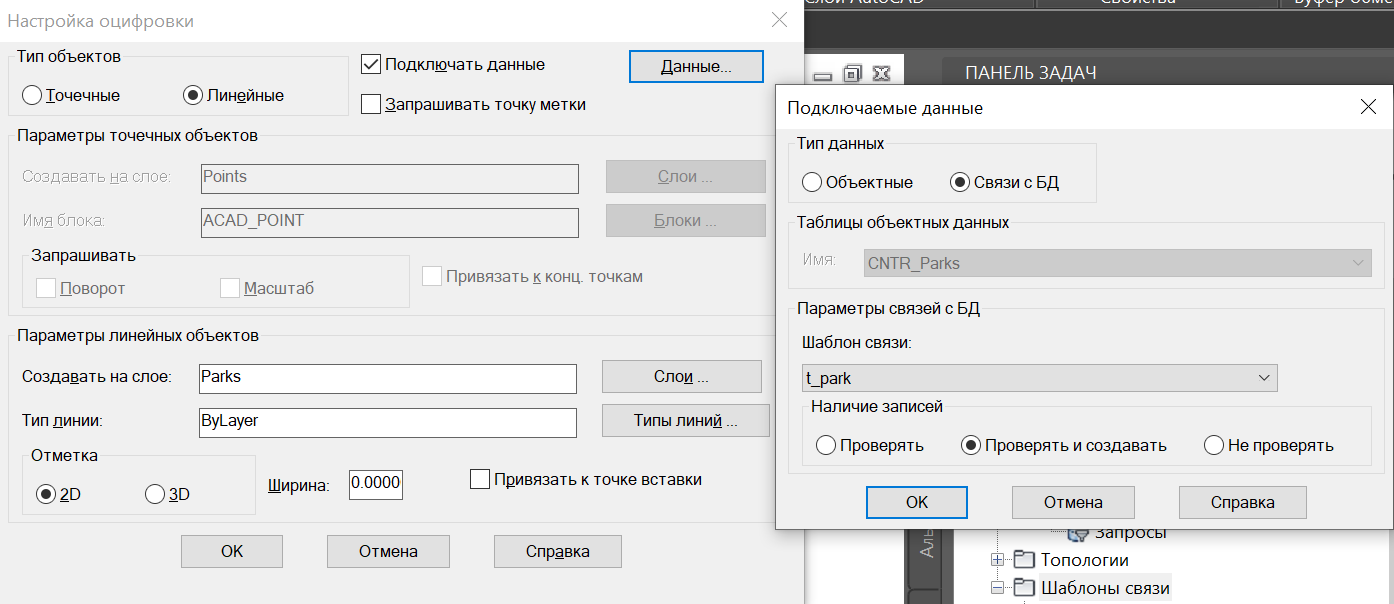 Настройка оцифровки
Тип объектов
Точечные
Линейные
Подключать данные
Запрашивать точку метки
Данные...
Параметры точечных объектов
Создавать на слое:
Points
Слои ...
Имя блока:
ACAD_POINT
Блоки ...
Запрашивать
Поворот
Масштаб
Привязать к конц. точкам
Параметры линейных объектов
Создавать на слое:
Parks
Слои ...
Тип линии:
ByLayer
Типы линий ...
Отметка
2D
3D
Ширина:
0.0000
Привязать к точке вставки
OK
Отмена
Справка
Слои AutoCAD
Свойства
Буфер обме
ПАНЕЛЬ ЗАДАЧ
Подключаемые данные
Тип данных
Объектные
Связи с БД
Таблицы объектных данных
Имя:
CNTR_Parks
Параметры связей с БД
Шаблон связи:
t_park
Наличие записей
Проверять
Проверять и создавать
Не проверять
OK
Отмена
Справка
Запросы
Топологии
Шаблоны связи